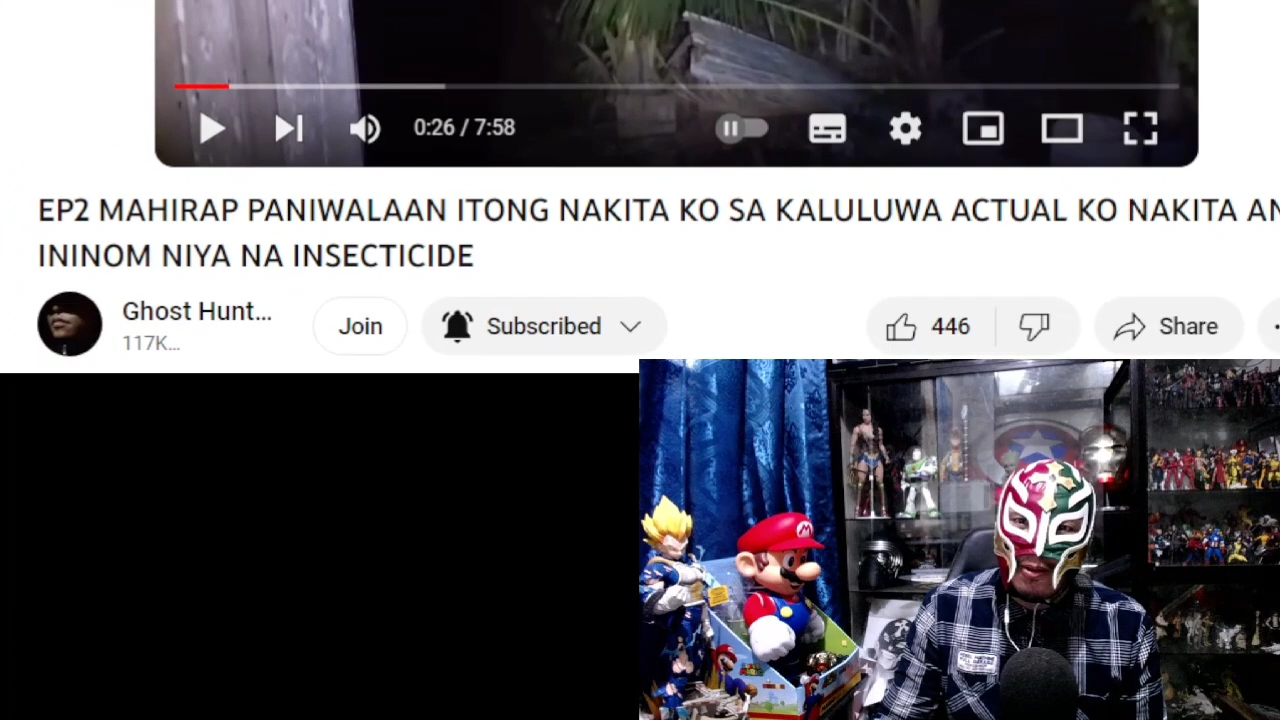 0:26 / 7:58
EP2 MAHIRAP PANIWALAAN ITONG NAKITA KO SA KALULUWA ACTUAL KO NAKITA AN
ININOM NIYA NA INSECTICIDE
Ghost Hunt...
Join
Subscribed
446
Share
117K...
M